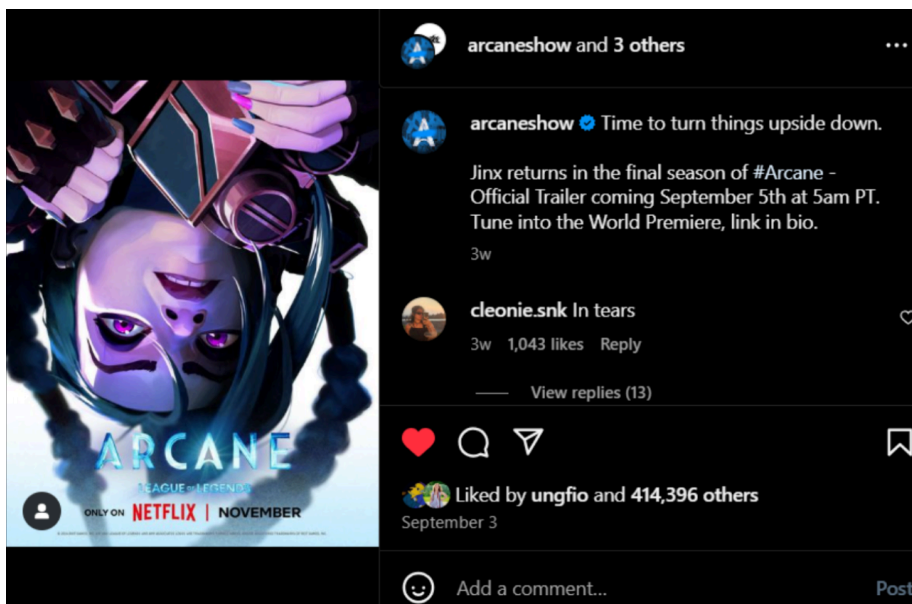 arcaneshow and 3 others
arcaneshow Time to turn things upside down.
Jinx returns in the final season of #Arcane -
Official Trailer coming September 5th at 5am PT.
Tune into the World Premiere, link in bio.
3w
cleonie.snk In tears
3w 1,043 likes Reply
View replies (13)
Liked by ungfio and 414,396 others
September 3
Add a comment...
Post
ARCANE
LEAGUE OF LEGENDS
ONLY ON NETFLIX | NOVEMBER